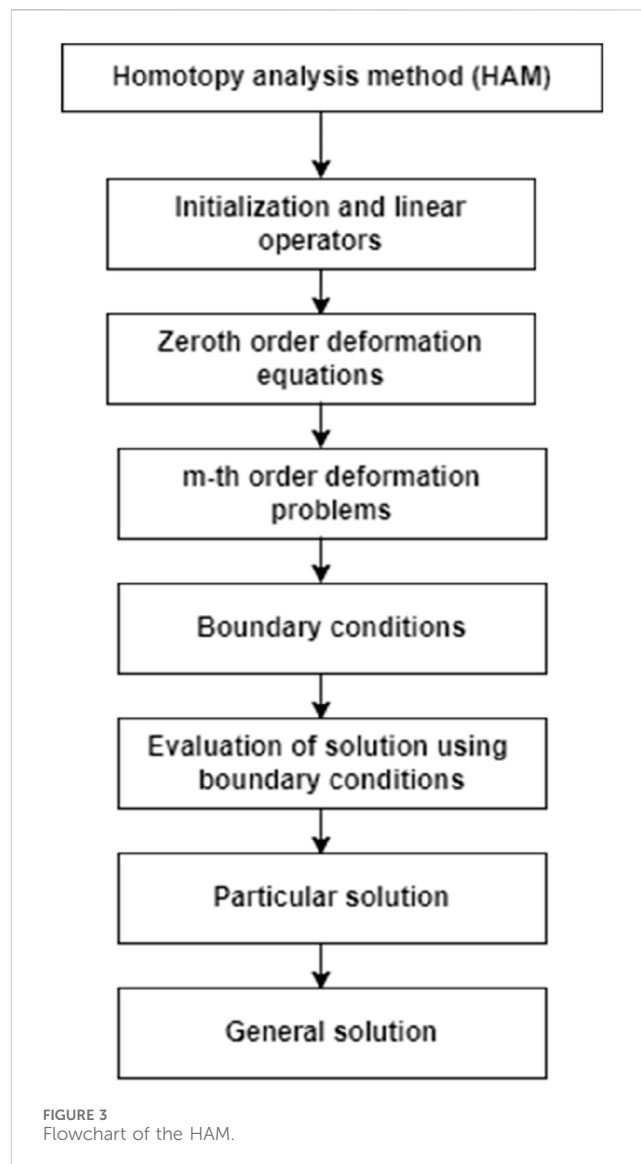 Homotopy analysis method (HAM)
Initialization and linear
operators
Zeroth order deformation
equations
m-th order deformation
problems
Boundary conditions
Evaluation of solution using
boundary conditions
Particular solution
General solution
FIGURE 3
Flowchart of the HAM.